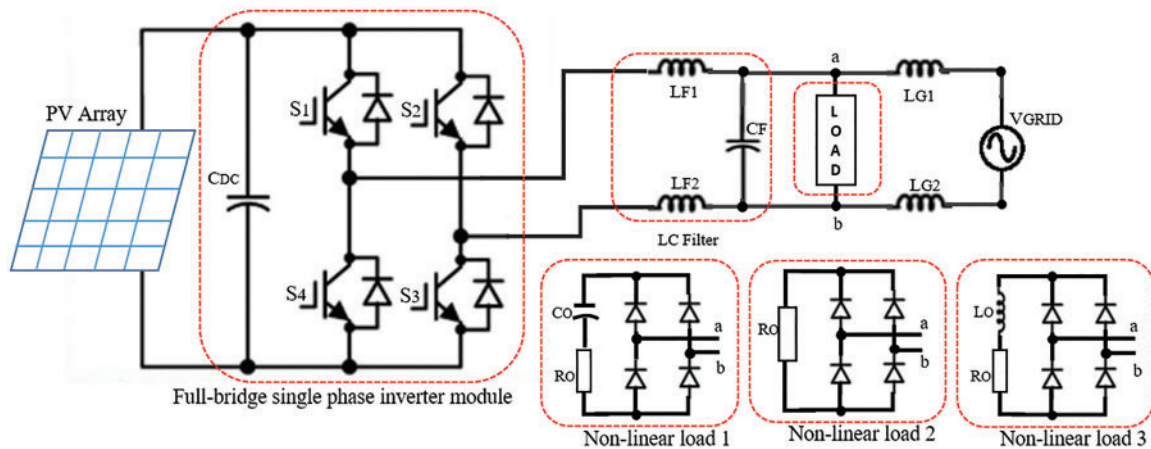 PV Array
CDC
S1
S2
S4
S3
Full-bridge single phase inverter module
LF1
LF2
CF
LC Filter
a
LOAD
b
LG1
LG2
VGRID
CO
RO
a
b
Non-linear load 1
RO
a
b
Non-linear load 2
LO
RO
a
b
Non-linear load 3